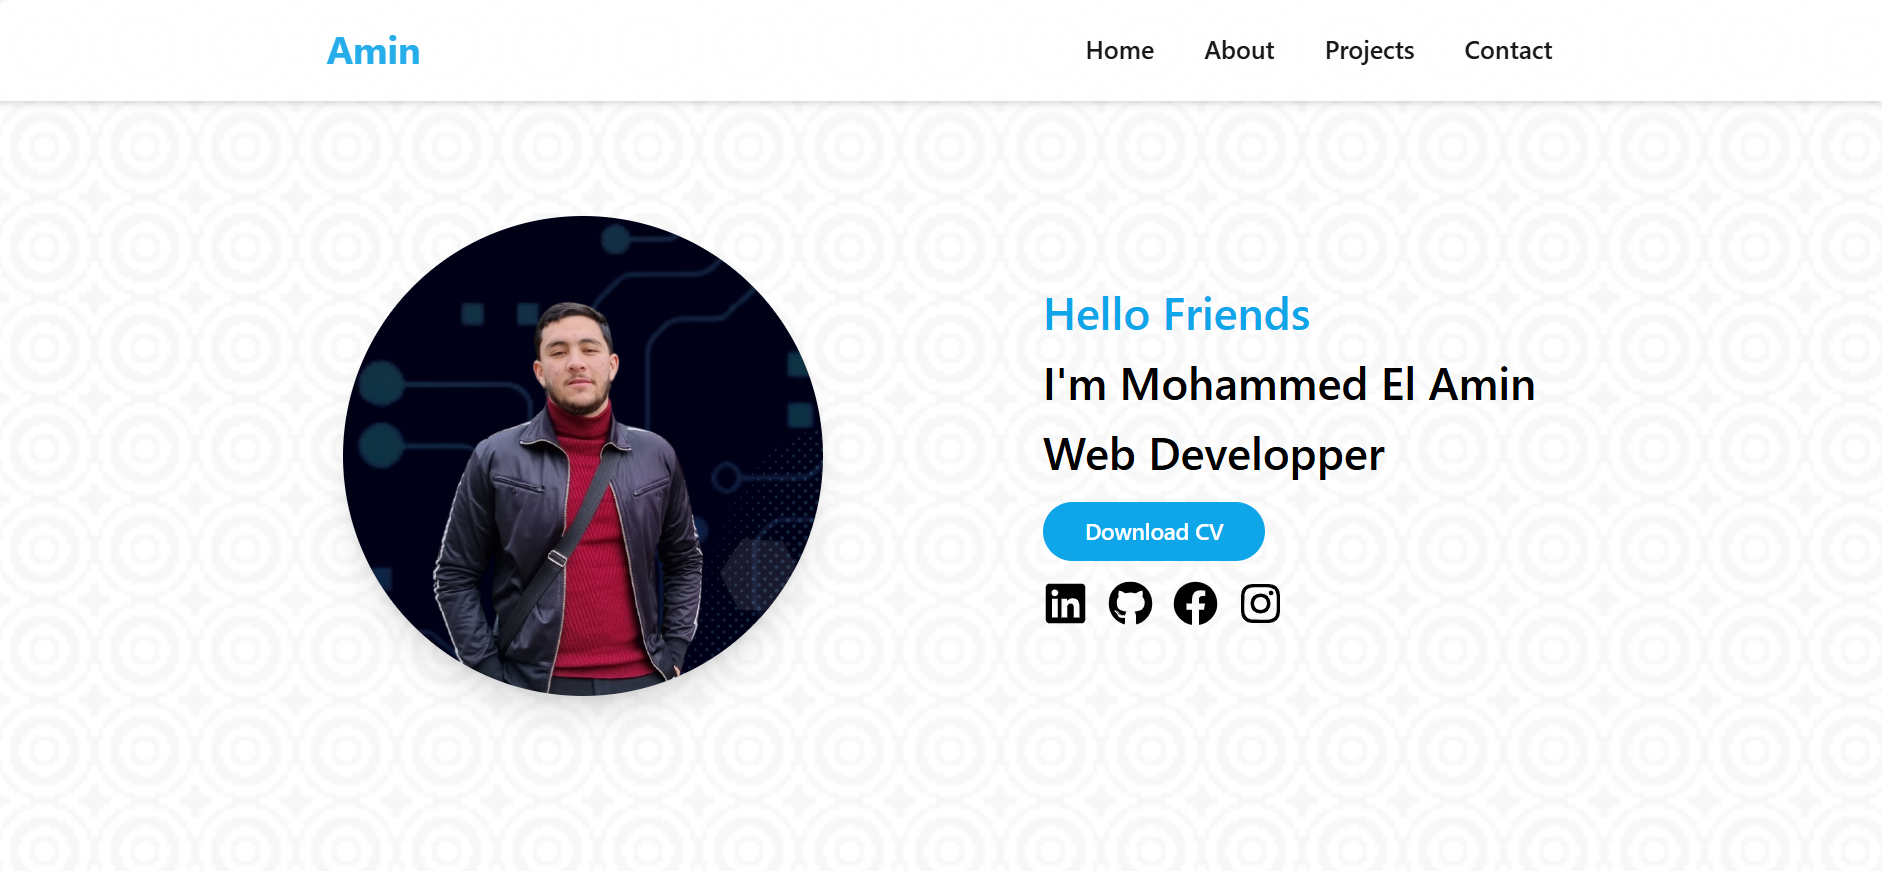 Amin
Home About Projects Contact
Hello Friends
I'm Mohammed El Amin
Web Developper
Download CV